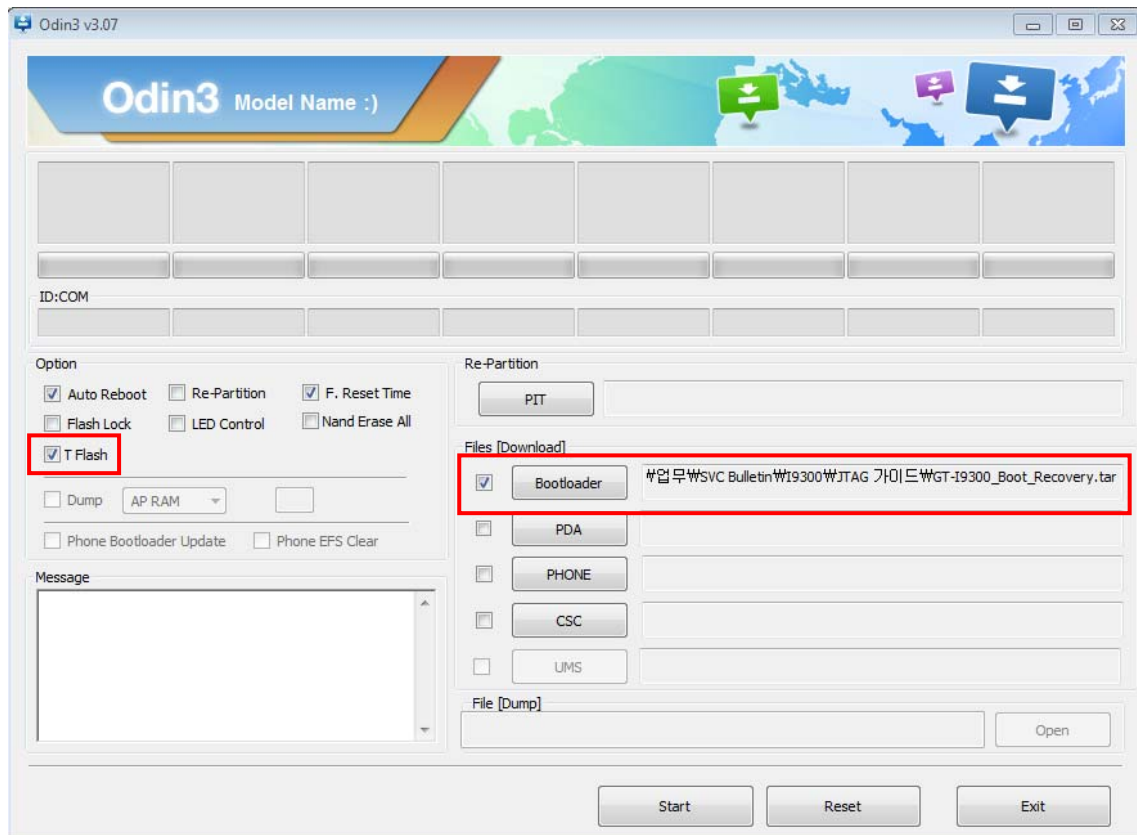 Odin3 v3.07
Odin3 Model Name :)
ID:COM
Option
Auto Reboot Re-Partition F. Reset Time
Flash Lock LED Control Nand Erase All
T Flash
Dump AP RAM
Phone Bootloader Update Phone EFS Clear
Message
Re-Partition
PIT
Files [Download]
Bootloader ₩업무₩SVC Bulletin₩I9300₩JTAG 가이드₩GT-I9300_Boot_Recovery.tar
PDA
PHONE
CSC
UMS
File [Dump]
Open
Start Reset Exit